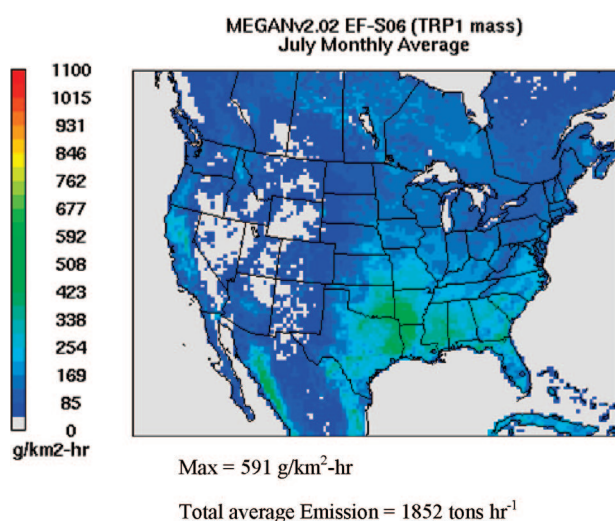 MEGANv2.02 EF-S06 (TRP1 mass)
July Monthly Average
1100
1015
931
846
762
677
592
508
423
338
254
169
85
0
g/km2-hr
Max = 591 g/km²-hr
Total average Emission = 1852 tons hr⁻¹